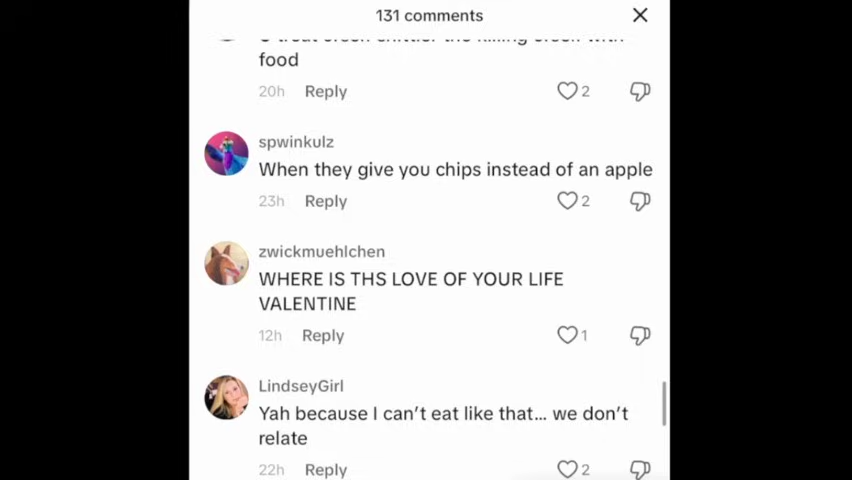 131 comments
food
20h Reply 2
spwinkulz
When they give you chips instead of an apple
23h Reply 2
zwickmuehlchen
WHERE IS THS LOVE OF YOUR LIFE
VALENTINE
12h Reply 1
LindseyGirl
Yah because I can't eat like that... we don't
relate
22h Reply 2